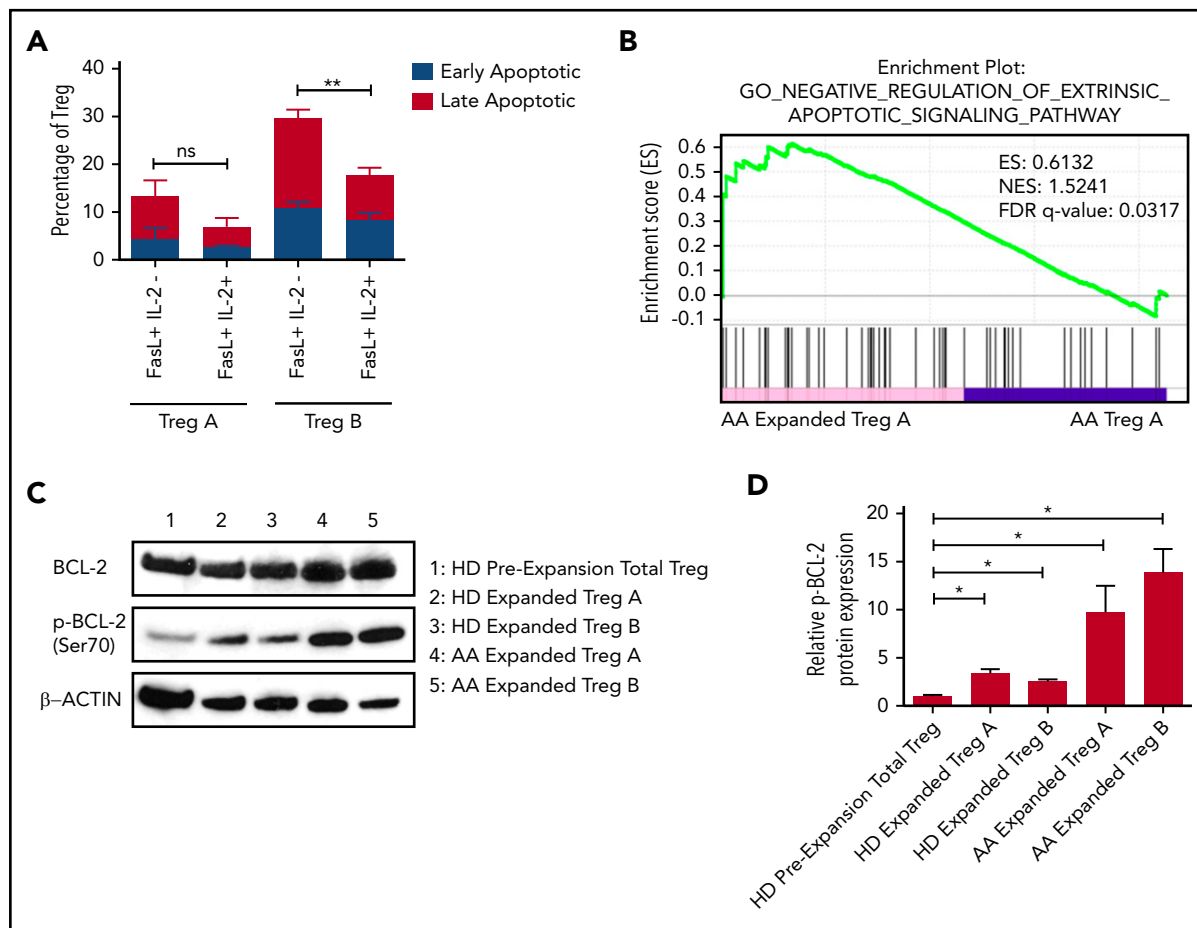 A
40
30
20
10
0
Percentage of Treg
ns
**
Early Apoptotic
Late Apoptotic
FasL+ IL-2 -
FasL+ IL-2+
FasL+ IL-2 -
FasL+ IL-2+
Treg A
Treg B
B
Enrichment Plot:
GO_NEGATIVE_REGULATION_OF_EXTRINSIC_
APOPTOTIC_SIGNALING_PATHWAY
Enrichment score (ES)
0.6
0.5
0.4
0.3
0.2
0.1
0.0
-0.1
ES: 0.6132
NES: 1.5241
FDR q-value: 0.0317
AA Expanded Treg A
AA Treg A
C
1 2 3 4 5
BCL-2
p-BCL-2
(Ser70)
β–ACTIN
1: HD Pre-Expansion Total Treg
2: HD Expanded Treg A
3: HD Expanded Treg B
4: AA Expanded Treg A
5: AA Expanded Treg B
D
Relative p-BCL-2
protein expression
20
15
10
5
0
*
*
*
*
HD Pre-Expansion Total Treg
HD Expanded Treg A
HD Expanded Treg B
AA Expanded Treg A
AA Expanded Treg B